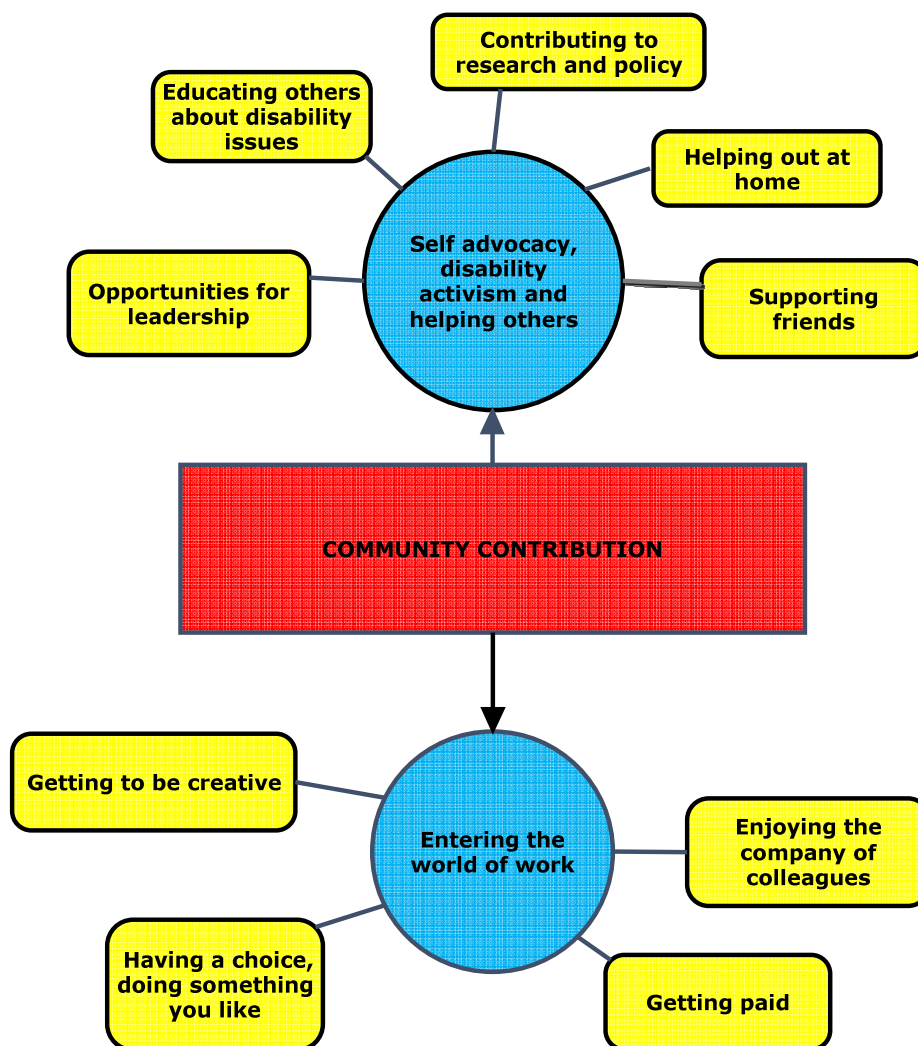 Contributing to
research and policy
Educating others
about disability
issues
Helping out at
home
Self advocacy,
disability
activism and
helping others
Opportunities for
leadership
Supporting
friends
COMMUNITY CONTRIBUTION
Getting to be creative
Entering the
world of work
Enjoying the
company of
colleagues
Having a choice,
doing something
you like
Getting paid